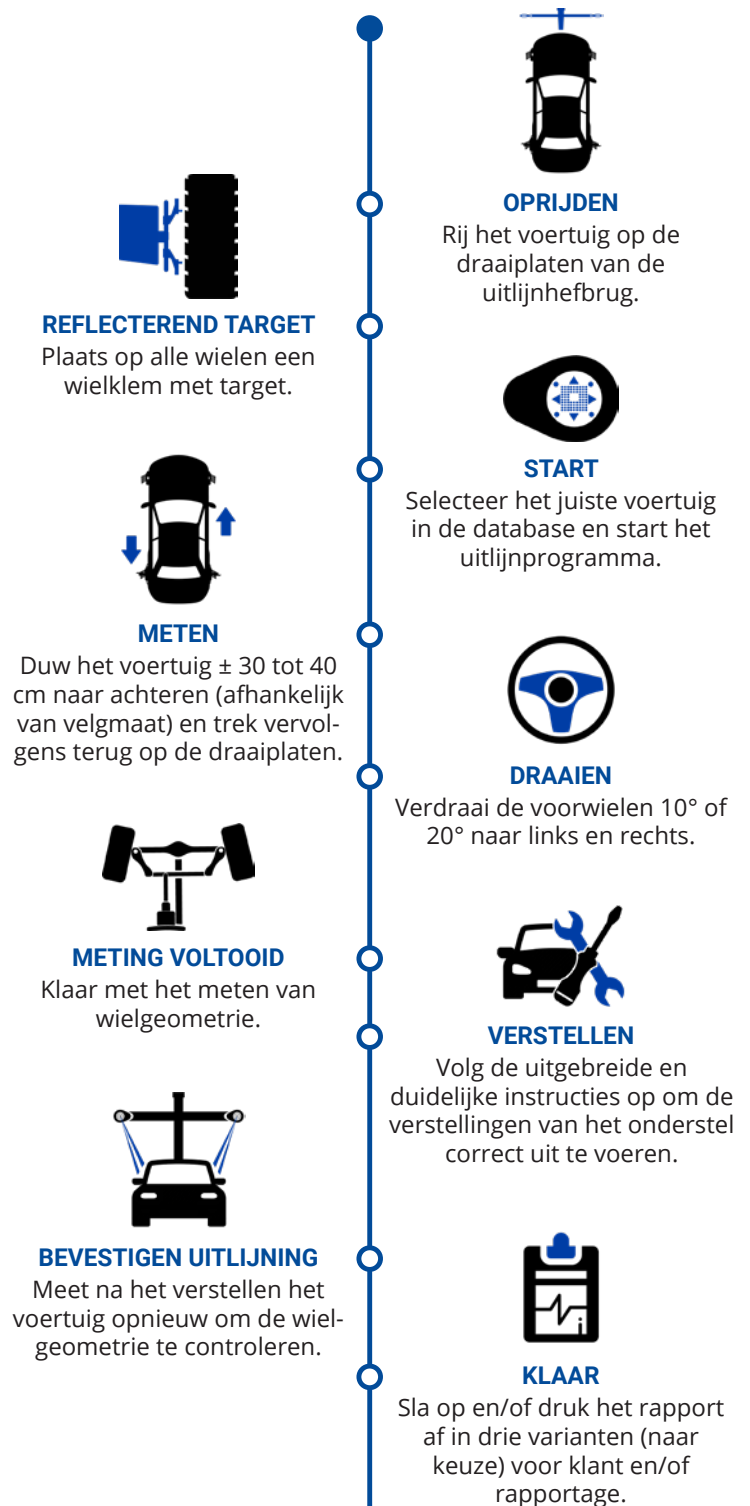 OPRIJDEN
Rij het voertuig op de
draaiplaten van de
uitlijnhefbrug.
REFLECTEREND TARGET
Plaats op alle wielen een
wielklem met target.
START
Selecteer het juiste voertuig
in de database en start het
uitlijnprogramma.
METEN
Duw het voertuig ± 30 tot 40
cm naar achteren (afhankelijk
van velgmaat) en trek vervol-
gens terug op de draaiplaten.
DRAAIEN
Verdraai de voorwielen 10° of
20° naar links en rechts.
METING VOLTOOID
Klaar met het meten van
wielgeometrie.
VERSTELLEN
Volg de uitgebreide en
duidelijke instructies op om de
verstellingen van het onderstel
correct uit te voeren.
BEVESTIGEN UITLIJNING
Meet na het verstellen het
voertuig opnieuw om de wiel-
geometrie te controleren.
KLAAR
Sla op en/of druk het rapport
af in drie varianten (naar
keuze) voor klant en/of
rapportage.